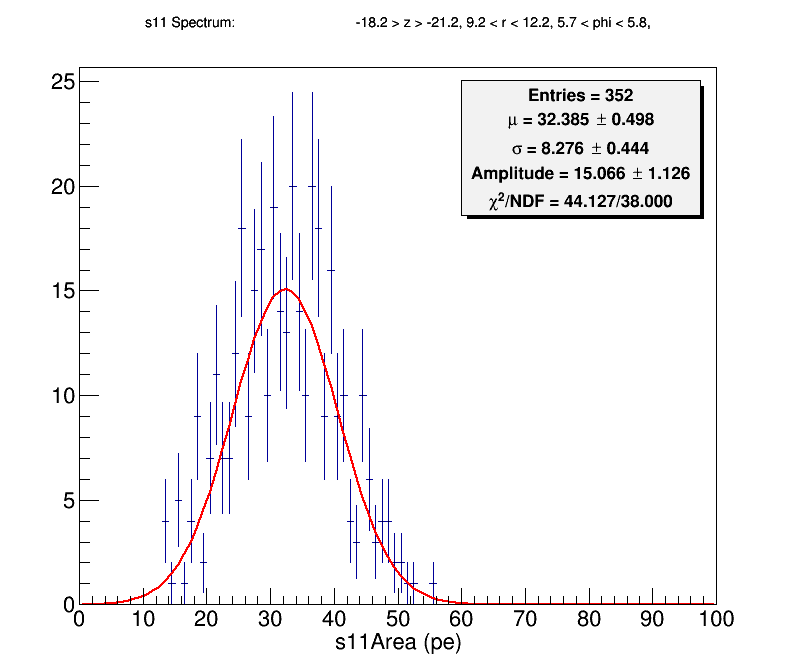 s11 Spectrum: -18.2 > z > -21.2, 9.2 < r < 12.2, 5.7 < phi < 5.8,
Entries = 352
μ = 32.385 ± 0.498
σ = 8.276 ± 0.444
Amplitude = 15.066 ± 1.126
χ²/NDF = 44.127/38.000
25
20
15
10
5
0
0 10 20 30 40 50 60 70 80 90 100
s11Area (pe)